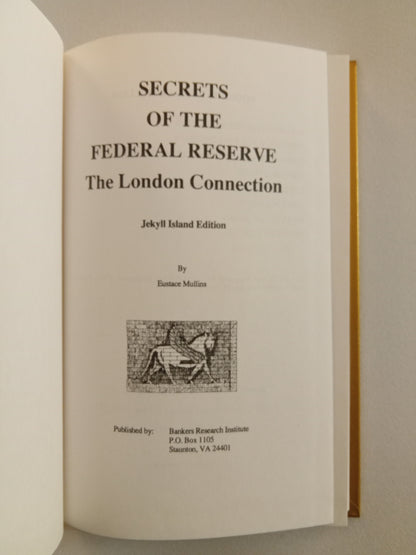 SECRETS
OF THE
FEDERAL RESERVE
The London Connection
Jekyll Island Edition
By
Eustace Mullins
Published by: Bankers Research Institute
P.O. Box 1105
Staunton, VA 24401